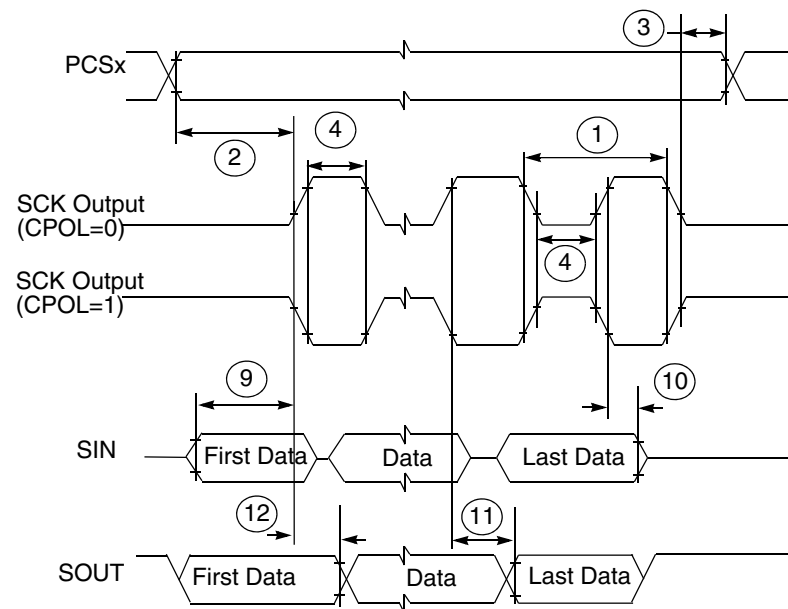 3
PCSx
2
4
1
SCK Output
(CPOL=0)
4
SCK Output
(CPOL=1)
9
10
SIN
First Data
Data
Last Data
12
11
SOUT
First Data
Data
Last Data